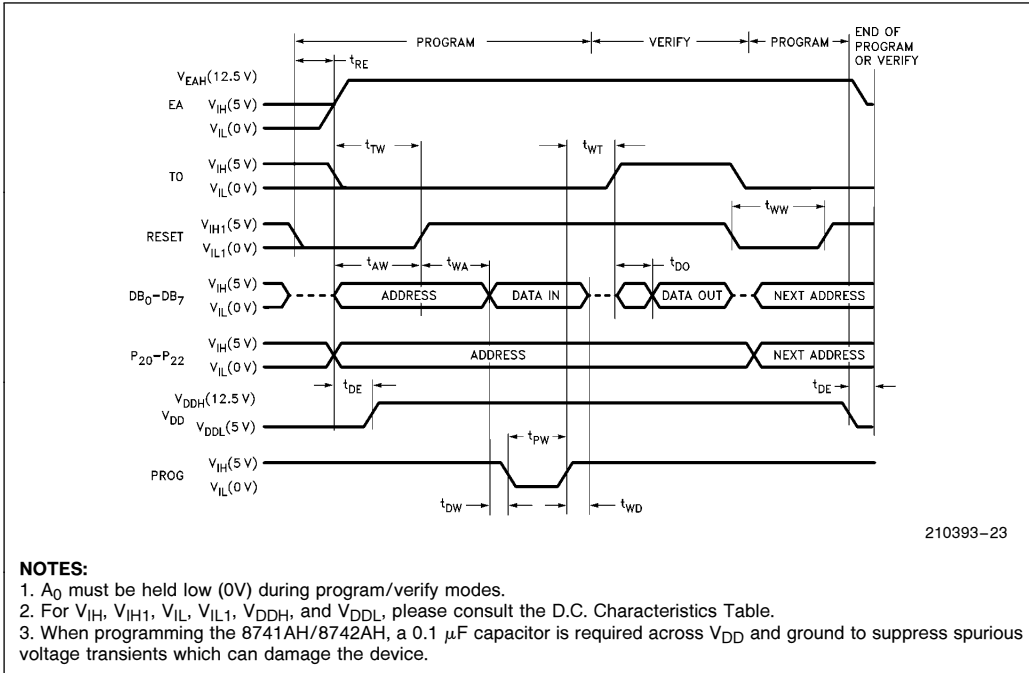 PROGRAM VERIFY PROGRAM END OF PROGRAM OR VERIFY
tRE
VEAH(12.5 V)
EA VIH(5 V)
VIL(0 V)
tTW tWT
TO VIH(5 V)
VIL(0 V)
tWW
RESET VIH1(5 V)
VIL1(0 V)
tAW tWA tDO
DB0–DB7 VIH(5 V)
VIL(0 V)
ADDRESS DATA IN DATA OUT NEXT ADDRESS
P20–P22 VIH(5 V)
VIL(0 V)
ADDRESS NEXT ADDRESS
tDE tDE
VDDH(12.5 V)
VDD
VDDL(5 V)
tPW
PROG VIH(5 V)
VIL(0 V)
tDW tWD
210393–23
NOTES:
1. A0 must be held low (0V) during program/verify modes.
2. For VIH, VIH1, VIL, VIL1, VDDH, and VDDL, please consult the D.C. Characteristics Table.
3. When programming the 8741AH/8742AH, a 0.1 μF capacitor is required across VDD and ground to suppress spurious
voltage transients which can damage the device.